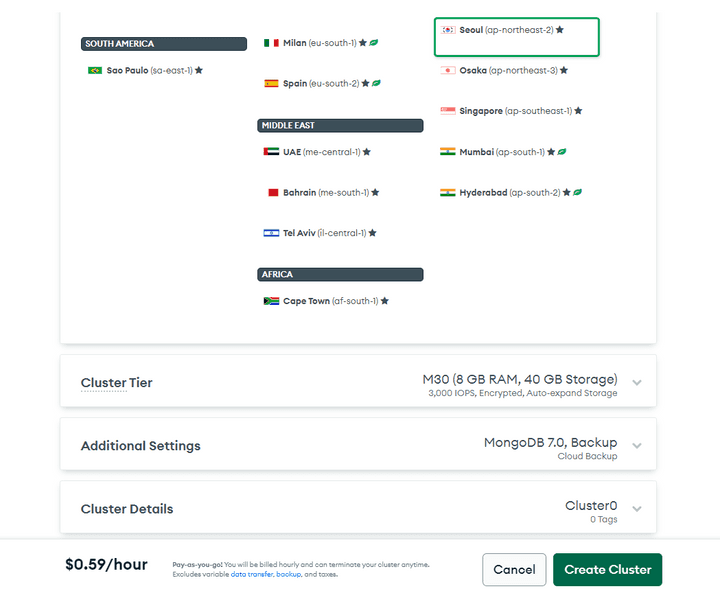 SOUTH AMERICA
Sao Paulo (sa-east-1)
Milan (eu-south-1)
Spain (eu-south-2)
MIDDLE EAST
UAE (me-central-1)
Bahrain (me-south-1)
Tel Aviv (il-central-1)
AFRICA
Cape Town (af-south-1)
Seoul (ap-northeast-2)
Osaka (ap-northeast-3)
Singapore (ap-southeast-1)
Mumbai (ap-south-1)
Hyderabad (ap-south-2)
Cluster Tier
M30 (8 GB RAM, 40 GB Storage)
3,000 IOPS, Encrypted, Auto-expand Storage
Additional Settings
MongoDB 7.0, Backup
Cloud Backup
Cluster Details
Cluster0
0 Tags
$0.59/hour
Pay-as-you-go! You will be billed hourly and can terminate your cluster anytime.
Excludes variable data transfer, backup, and taxes.
Cancel
Create Cluster